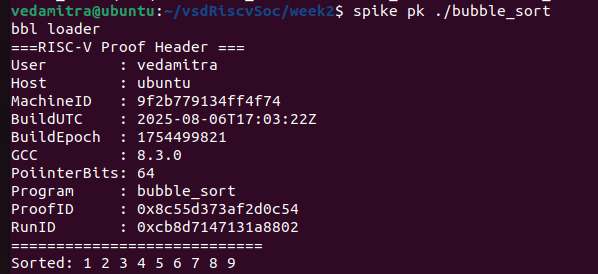 vedamitra@ubuntu:~/vsdRiscvSoc/week2$ spike pk ./bubble_sort
bbl loader
===RISC-V Proof Header ===
User       : vedamitra
Host       : ubuntu
MachineID  : 9f2b779134ff4f74
BuildUTC   : 2025-08-06T17:03:22Z
BuildEpoch : 1754499821
GCC        : 8.3.0
PoiinterBits: 64
Program    : bubble_sort
ProofID    : 0x8c55d373af2d0c54
RunID      : 0xcb8d7147131a8802
===========================
Sorted: 1 2 3 4 5 6 7 8 9